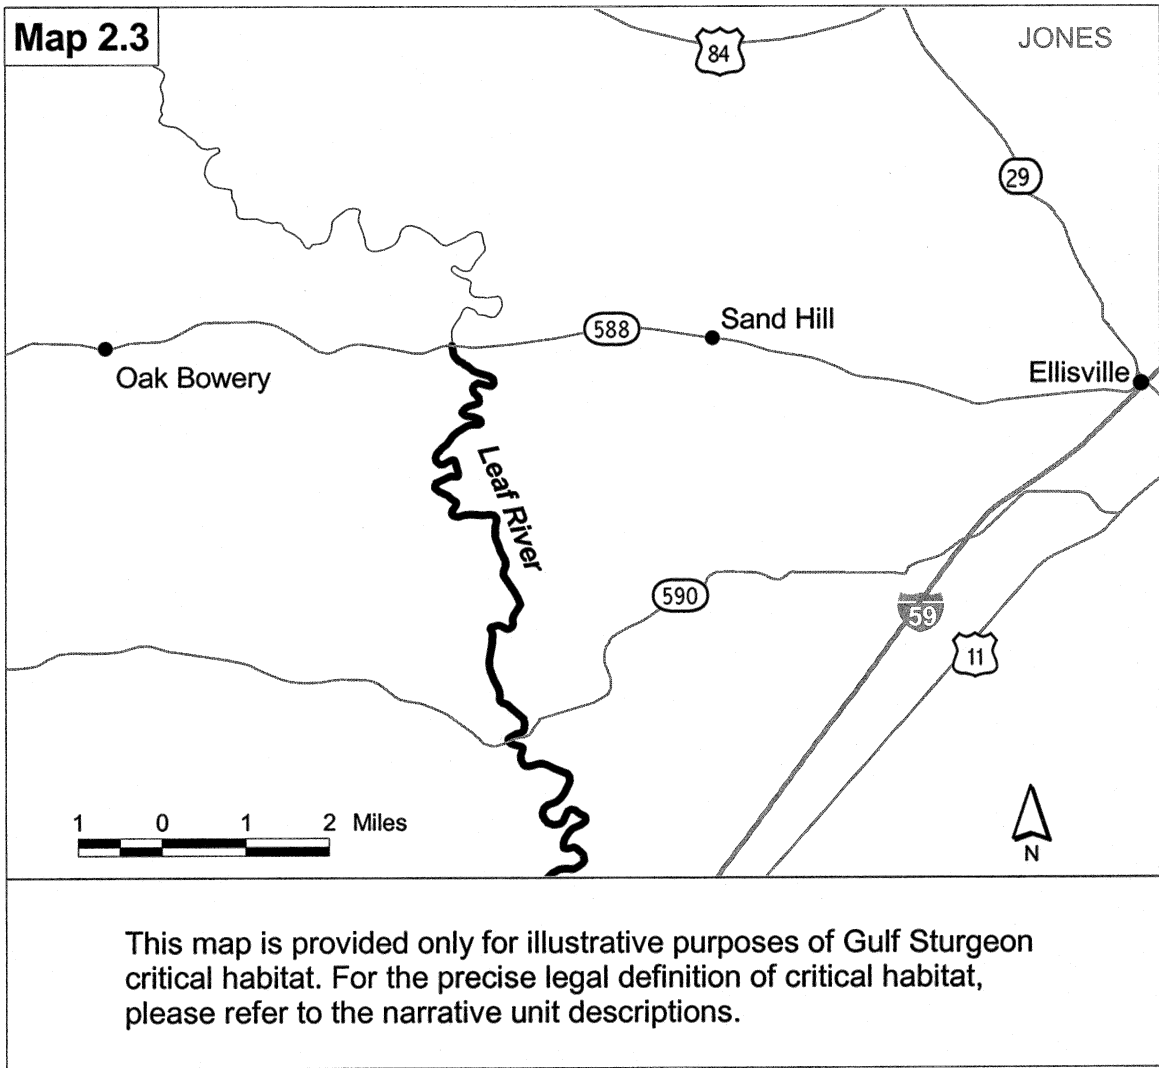 Map 2.3
84
JONES
29
588
Sand Hill
Oak Bowery
Ellisville
Leaf River
590
59
11
1 0 1 2 Miles
N
This map is provided only for illustrative purposes of Gulf Sturgeon
critical habitat. For the precise legal definition of critical habitat,
please refer to the narrative unit descriptions.